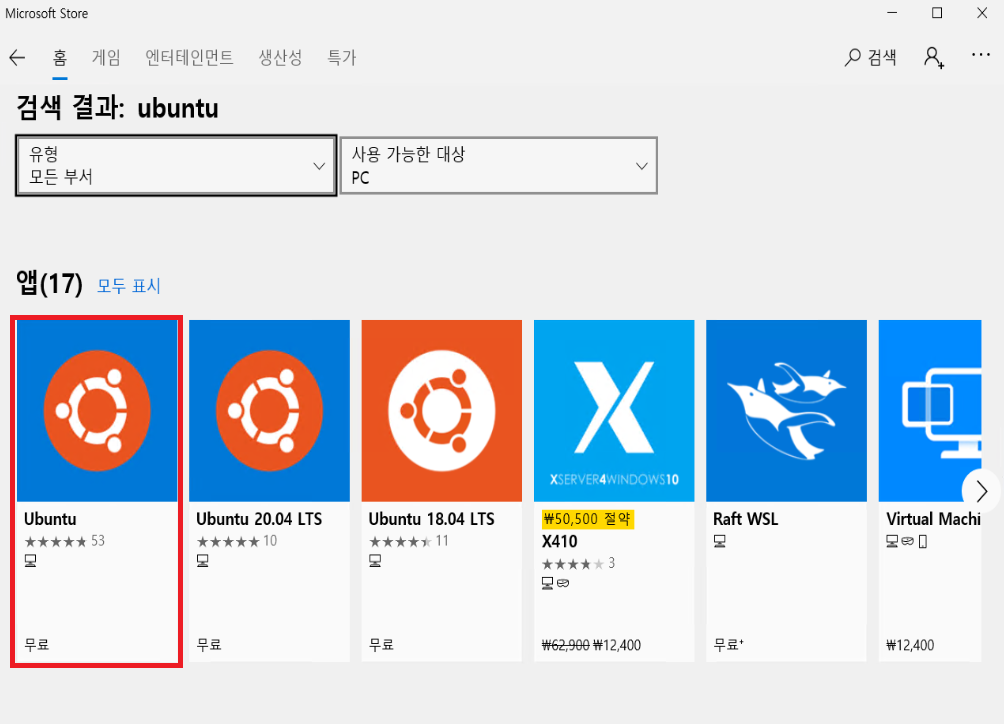 Microsoft Store
홈 게임 엔터테인먼트 생산성 특가 검색
검색 결과: ubuntu
유형
모든 부서
사용 가능한 대상
PC
앱(17) 모두 표시
XSERVER4WINDOWS10
Ubuntu
53
무료
Ubuntu 20.04 LTS
10
무료
Ubuntu 18.04 LTS
11
무료
₩50,500 절약
X410
3
₩62,900 ₩12,400
Raft WSL
무료+
Virtual Machi
₩12,400